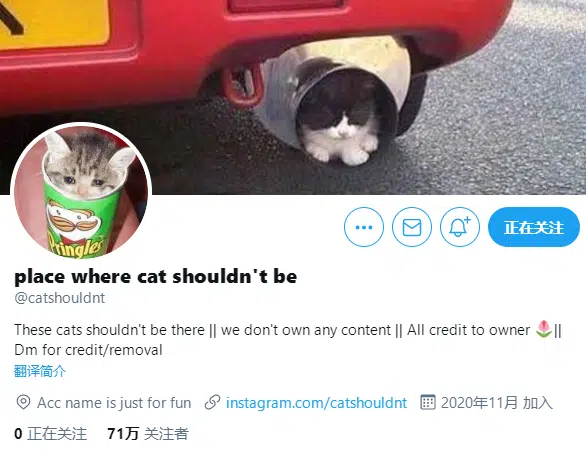 Pringles
正在关注
place where cat shouldn't be
@catshouldnt
These cats shouldn't be there || we don't own any content || All credit to owner 🌷||
Dm for credit/removal
翻译简介
Acc name is just for fun instagram.com/catshouldnt 2020年11月 加入
0 正在关注 71万 关注者